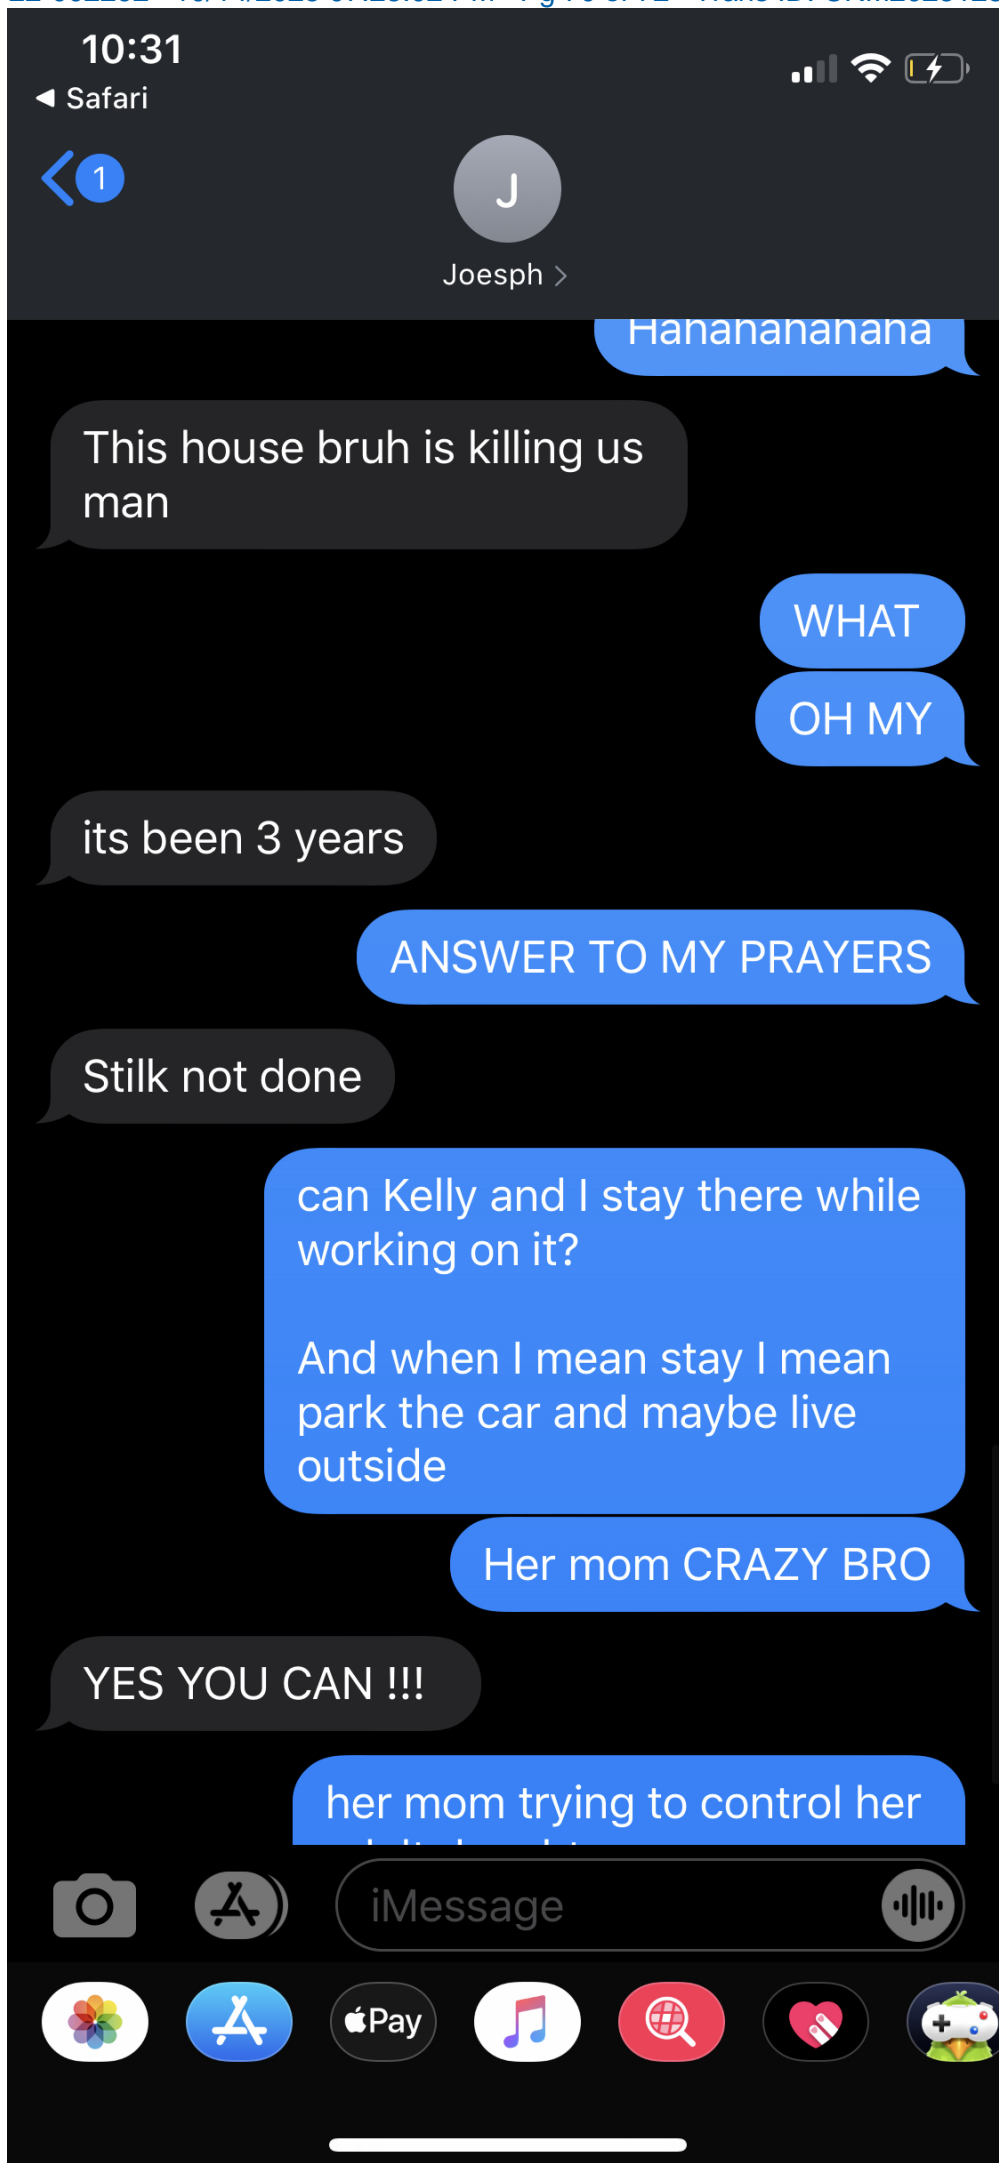 10:31
Safari
1
J
Joesph
Hahahahahaha
This house bruh is killing us
man
WHAT
OH MY
its been 3 years
ANSWER TO MY PRAYERS
Stilk not done
can Kelly and I stay there while
working on it?
And when I mean stay I mean
park the car and maybe live
outside
Her mom CRAZY BRO
YES YOU CAN !!!
her mom trying to control her
iMessage
Pay